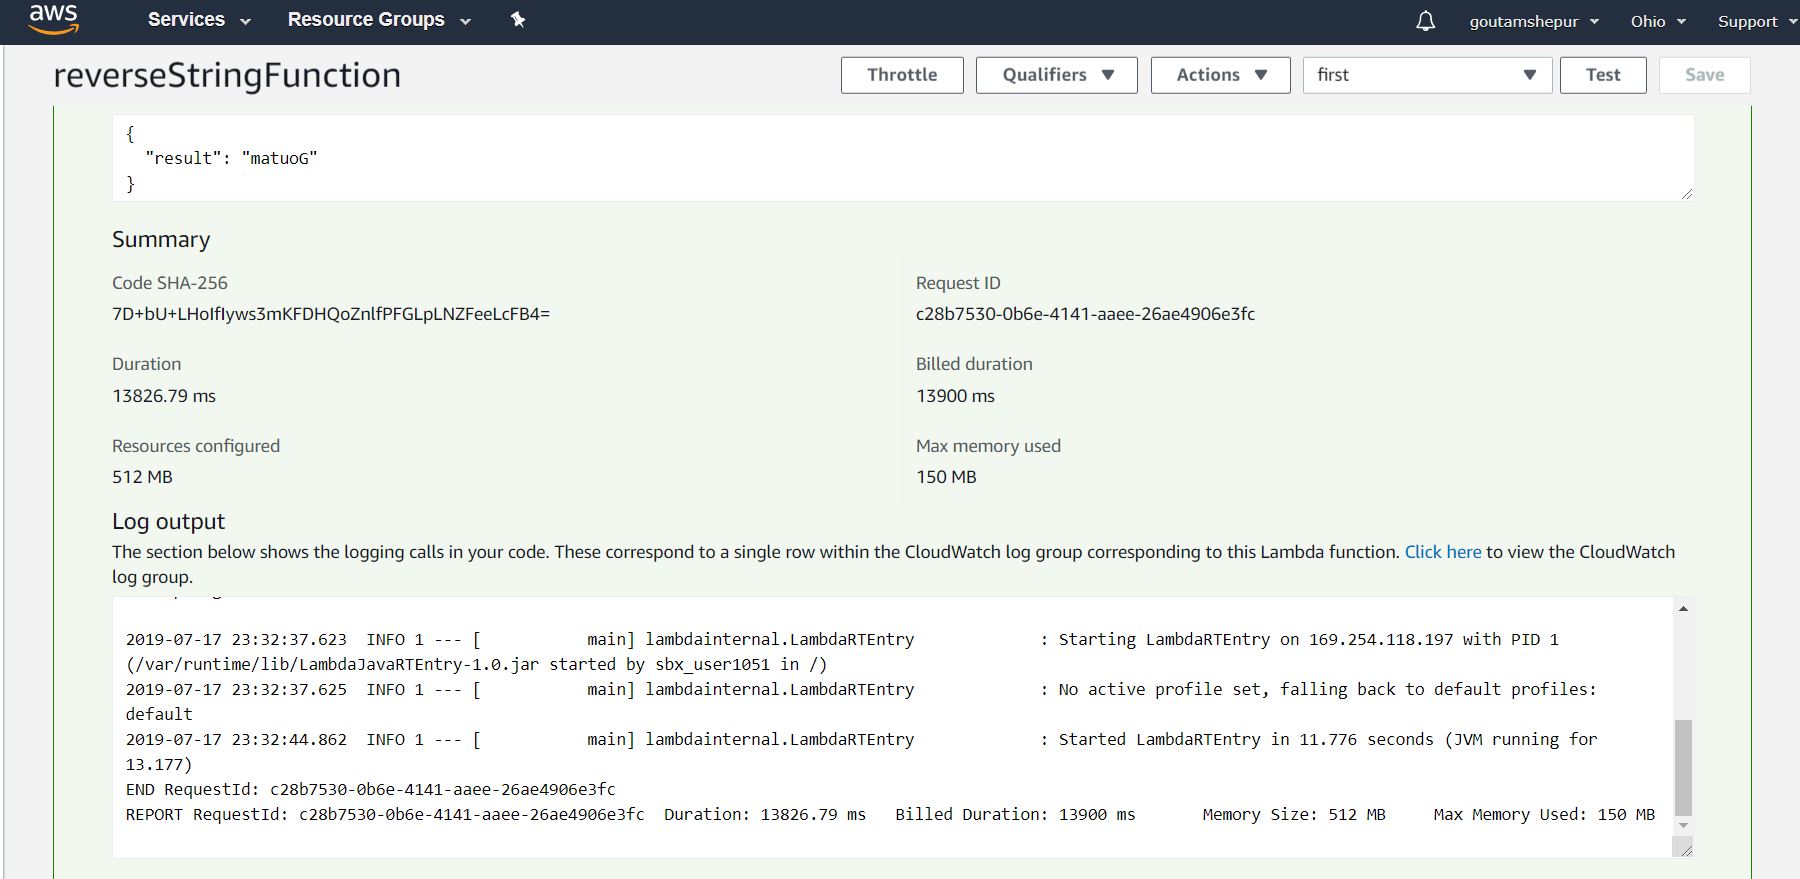 aws Services Resource Groups goutamshepur Ohio Support
reverseStringFunction Throttle Qualifiers Actions first Test Save
{
"result": "matuoG"
}
Summary
Code SHA-256
7D+bU+LHoIfIyws3mKFDHQoZnlfPFGLpLNZFeeLcFB4=
Request ID
c28b7530-0b6e-4141-aaee-26ae4906e3fc
Duration
13826.79 ms
Billed duration
13900 ms
Resources configured
512 MB
Max memory used
150 MB
Log output
The section below shows the logging calls in your code. These correspond to a single row within the CloudWatch log group corresponding to this Lambda function. Click here to view the CloudWatch
log group.
2019-07-17 23:32:37.623  INFO 1 --- [           main] lambdainternal.LambdaRTEntry             : Starting LambdaRTEntry on 169.254.118.197 with PID 1
(/var/runtime/lib/LambdaJavaRTEntry-1.0.jar started by sbx_user1051 in /)
2019-07-17 23:32:37.625  INFO 1 --- [           main] lambdainternal.LambdaRTEntry             : No active profile set, falling back to default profiles:
default
2019-07-17 23:32:44.862  INFO 1 --- [           main] lambdainternal.LambdaRTEntry             : Started LambdaRTEntry in 11.776 seconds (JVM running for
13.177)
END RequestId: c28b7530-0b6e-4141-aaee-26ae4906e3fc
REPORT RequestId: c28b7530-0b6e-4141-aaee-26ae4906e3fc  Duration: 13826.79 ms   Billed Duration: 13900 ms       Memory Size: 512 MB     Max Memory Used: 150 MB